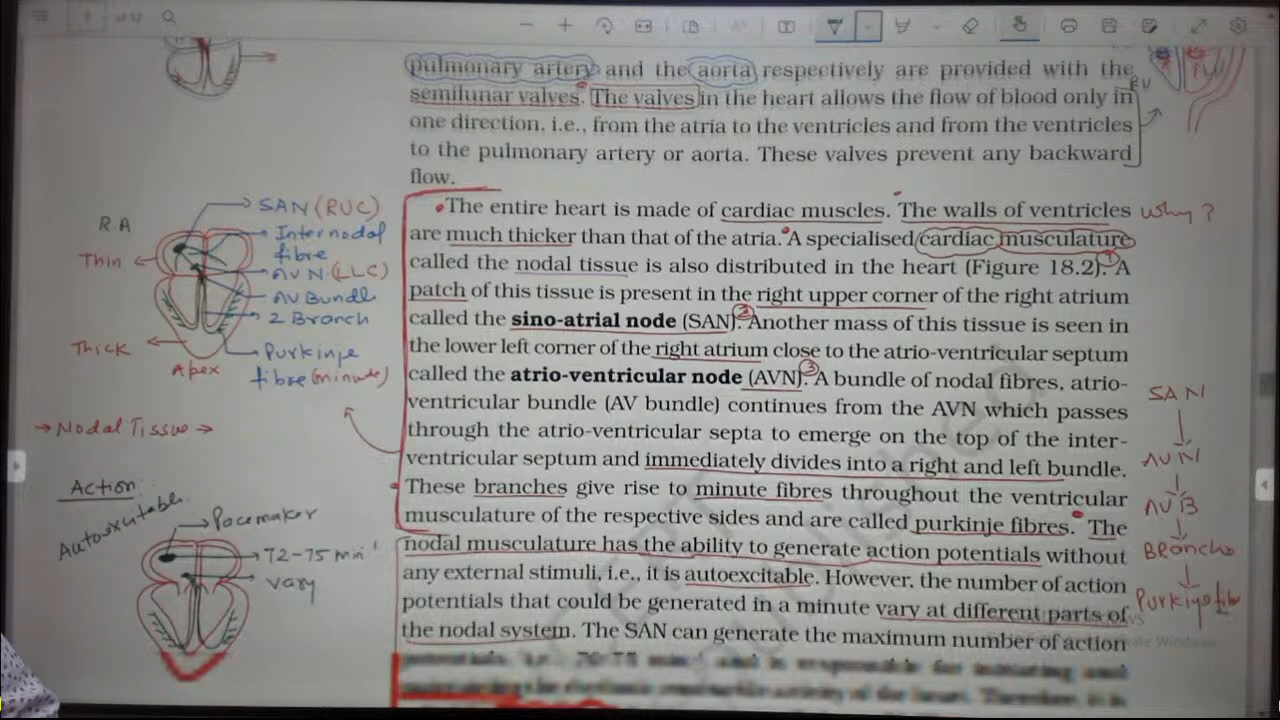 pulmonary artery and the aorta respectively are provided with the
semilunar valves. The valves in the heart allows the flow of blood only in
one direction, i.e., from the atria to the ventricles and from the ventricles
to the pulmonary artery or aorta. These valves prevent any backward
flow.
The entire heart is made of cardiac muscles. The walls of ventricles
are much thicker than that of the atria. A specialised cardiac musculature
called the nodal tissue is also distributed in the heart (Figure 18.2). A
patch of this tissue is present in the right upper corner of the right atrium
called the sino-atrial node (SAN). Another mass of this tissue is seen in
the lower left corner of the right atrium close to the atrio-ventricular septum
called the atrio-ventricular node (AVN). A bundle of nodal fibres, atrio-
ventricular bundle (AV bundle) continues from the AVN which passes
through the atrio-ventricular septa to emerge on the top of the inter-
ventricular septum and immediately divides into a right and left bundle.
These branches give rise to minute fibres throughout the ventricular
musculature of the respective sides and are called purkinje fibres. The
nodal musculature has the ability to generate action potentials without
any external stimuli, i.e., it is autoexcitable. However, the number of action
potentials that could be generated in a minute vary at different parts of
the nodal system. The SAN can generate the maximum number of action
RA
SAN (RUC)
Internodal
fibre
AVN (LLC)
AV Bundle
2 Bronch
Purkinje
fibre (minute)
Thin
Thick
Apex
→ Nodal Tissue →
Action:
Autoexcitable
Pacemaker
72-75 min
vary
RV
why?
1
2
3
SAN
AVN
AVB
Bronchs